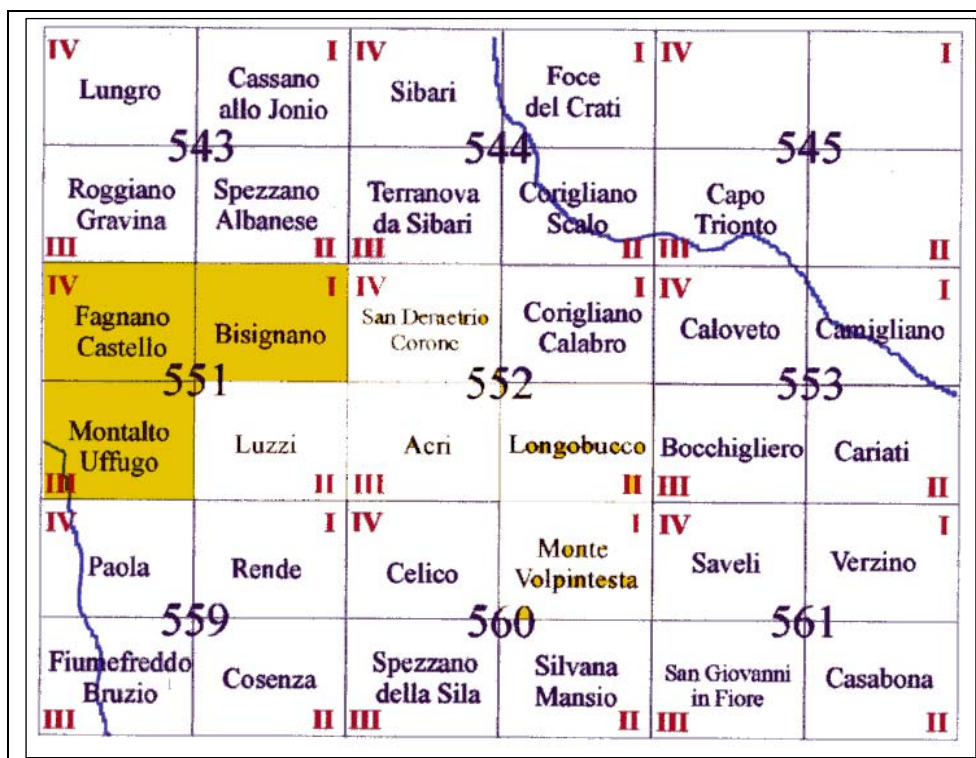 IV
I
IV
I
IV
I
Lungro
Cassano
allo Jonio
Sibari
Foce
del Crati
543
544
545
Roggiano
Gravina
Spezzano
Albanese
Terranova
da Sibari
Corigliano
Scalo
Capo
Trionto
III
II
III
II
III
II
IV
I
IV
I
IV
I
Fagnano
Castello
Bisignano
San Demetrio
Corone
Corigliano
Calabro
Caloveto
Camigliano
551
552
553
Montalto
Uffugo
Luzzi
Acri
Longobucco
Bocchigliero
Cariati
III
II
III
II
III
II
IV
I
IV
I
IV
I
Paola
Rende
Celico
Monte
Volpintesta
Saveli
Verzino
559
560
561
Fiumefreddo
Bruzio
Cosenza
Spezzano
della Sila
Silvana
Mansio
San Giovanni
in Fiore
Casabona
III
II
III
II
III
II